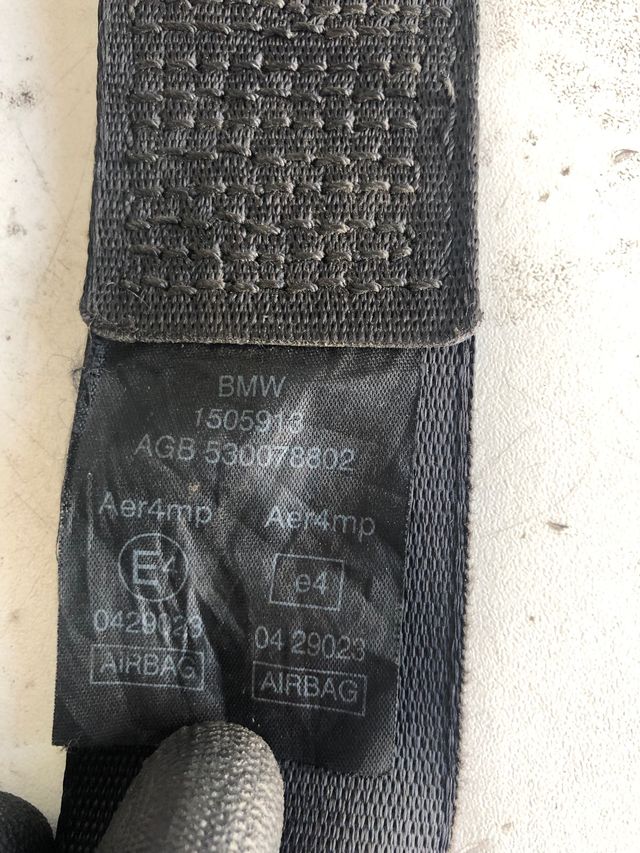 BMW
1505913
AGB 530078802
Aer4mp Aer4mp
E4 e4
0429023 04 29023
AIRBAG AIRBAG